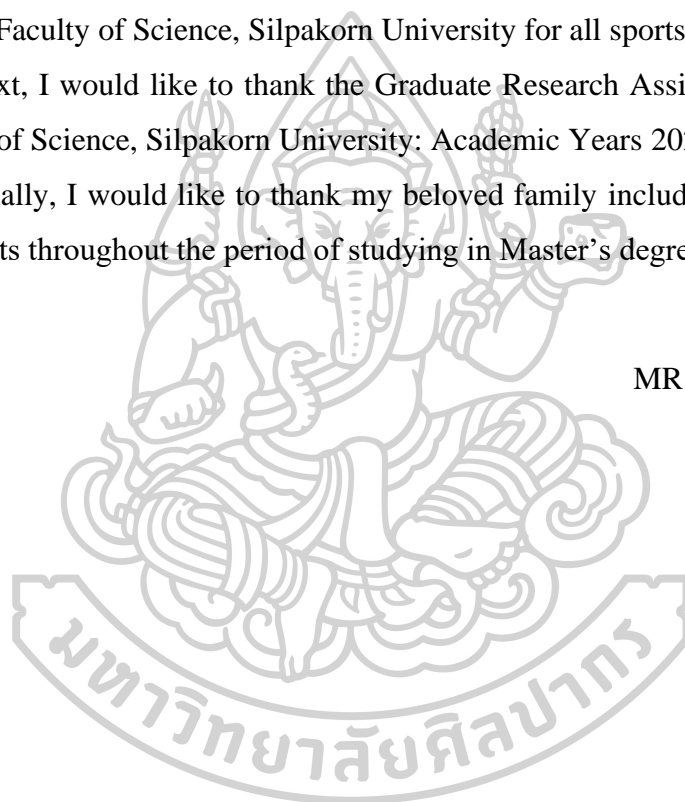 Faculty of Science, Silpakorn University for all sports
xt, I would like to thank the Graduate Research Assi
of Science, Silpakorn University: Academic Years 202
ally, I would like to thank my beloved family includ
ts throughout the period of studying in Master's degre
MR
มหาวิทยาลัยศิลปากร